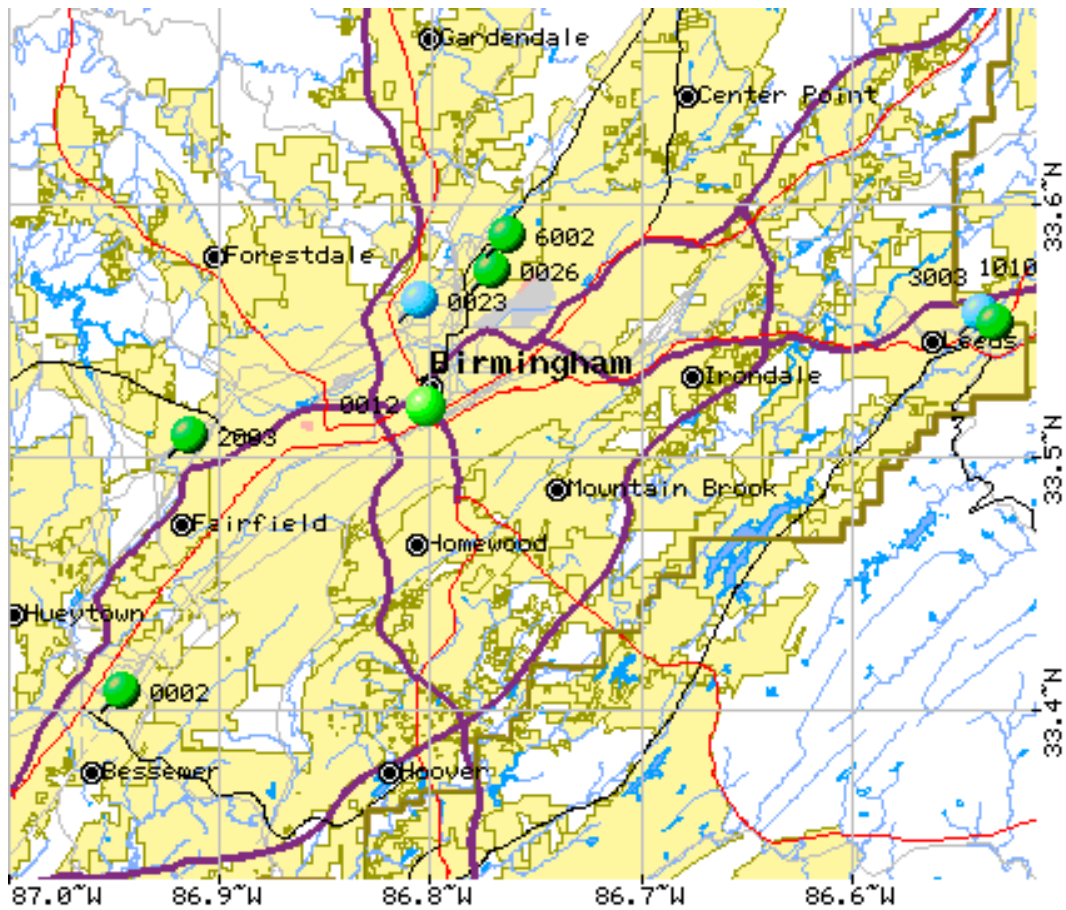 Gardendale
Center Point
33.6°N
6002
Forestdale
0026
3003
1010
0023
Leeds
Birmingham
Irondale
0012
2003
33.5°N
Mountain Brook
Fairfield
Homewood
Hueytown
0002
33.4°N
Bessemer
Hoover
87.0°W
86.9°W
86.8°W
86.7°W
86.6°W